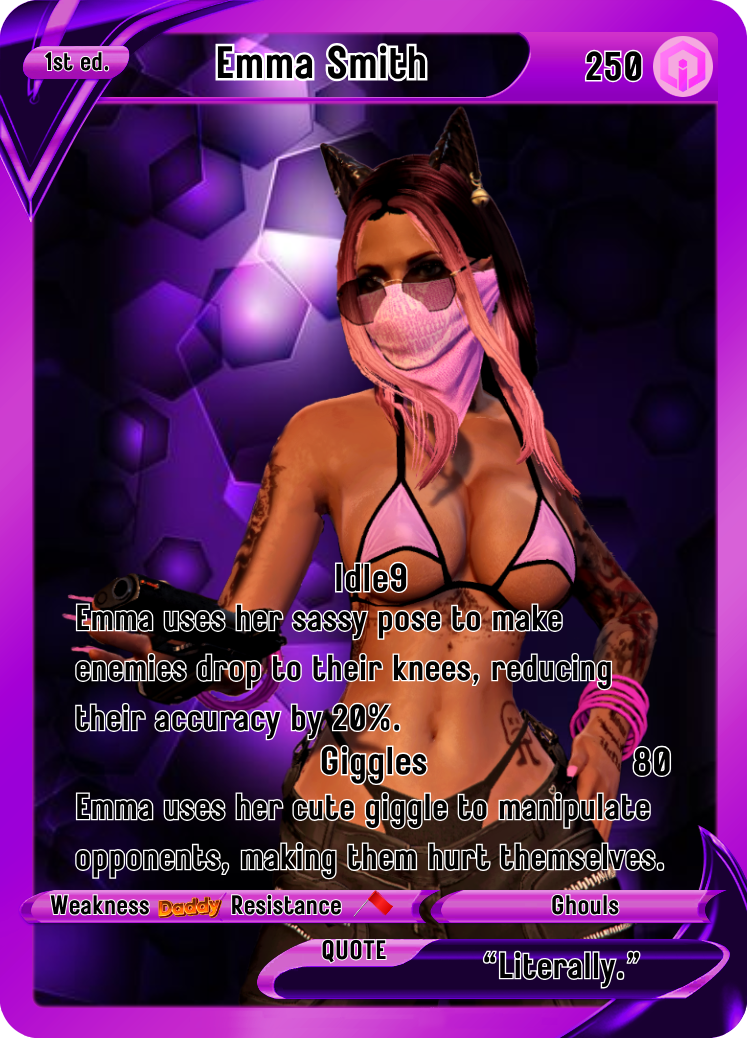 1st ed.
Emma Smith
250
Idle9
Emma uses her sassy pose to make
enemies drop to their knees, reducing
their accuracy by 20%.
Giggles 80
Emma uses her cute giggle to manipulate
opponents, making them hurt themselves.
Weakness Daddy Resistance
Ghouls
QUOTE
“Literally.”